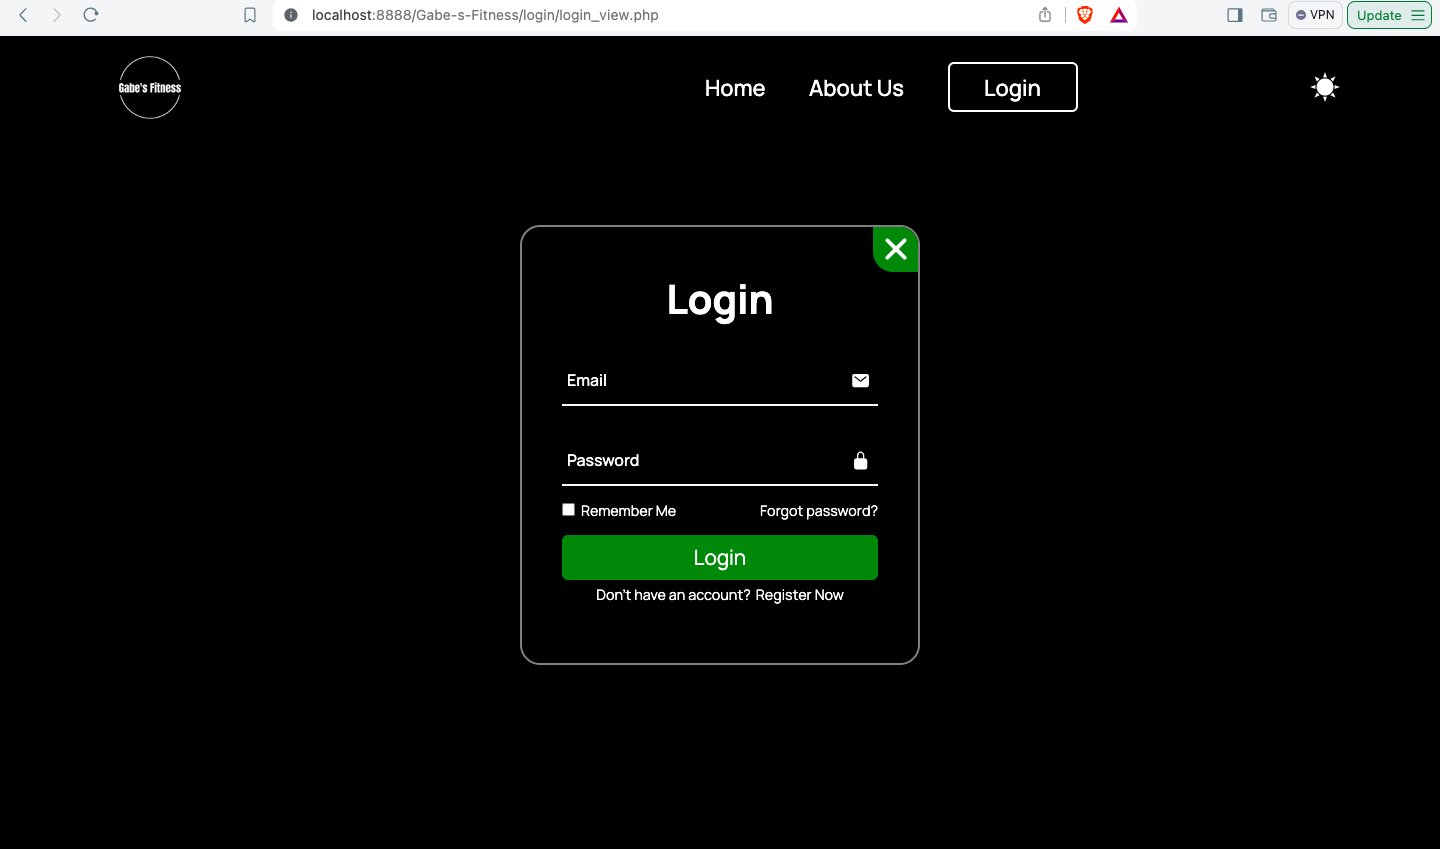 localhost:8888/Gabe-s-Fitness/login/login_view.php
VPN
Update
Gabe's Fitness
Home
About Us
Login
Login
Email
Password
Remember Me
Forgot password?
Login
Don't have an account? Register Now